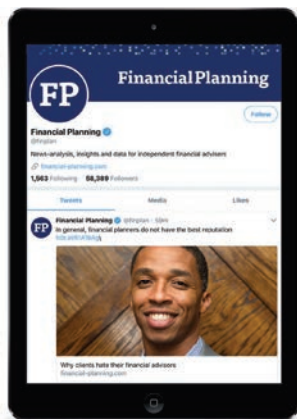 FinancialPlanning
FP
Follow
Financial Planning
@finplan
News-analysis, insights and data for independent financial advisers
financial-planning.com
1,563 Following 58,389 Followers
Tweets Media Likes
FP
Financial Planning @finplan · 59m
In general, financial planners do not have the best reputation
Why clients hate their financial advisors
financial-planning.com